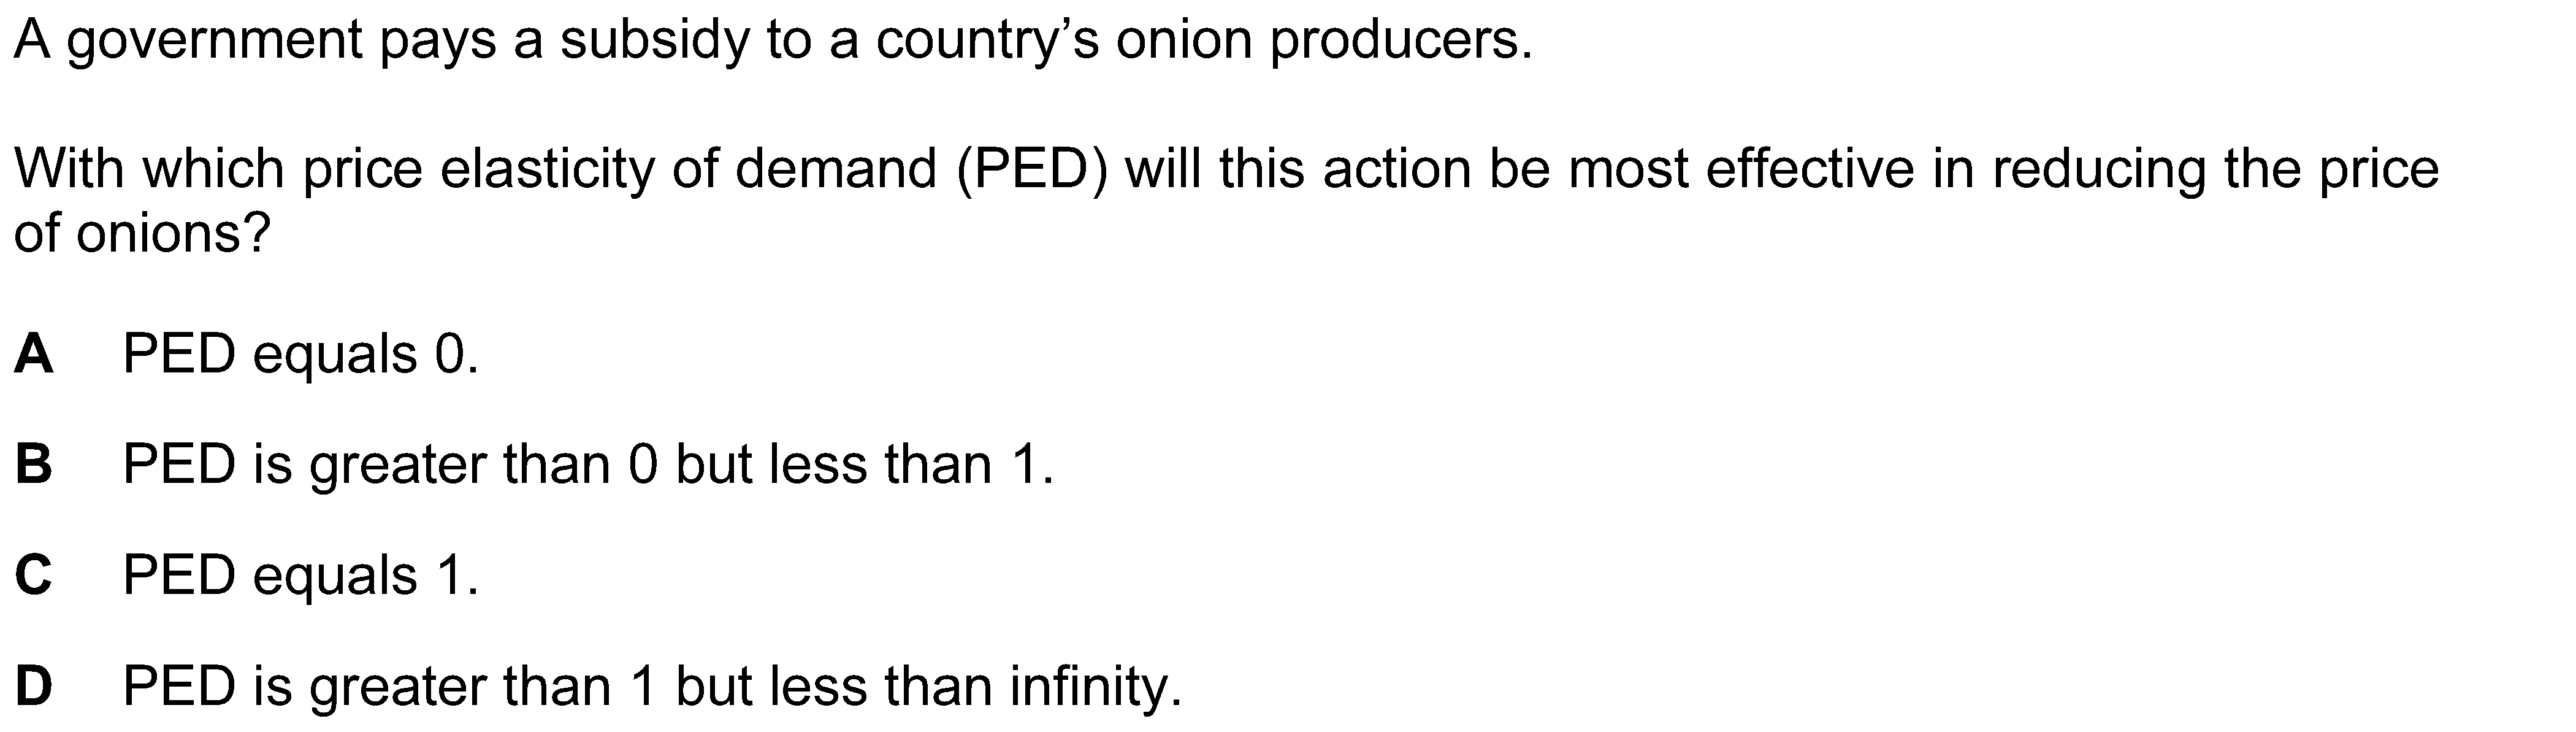 A government pays a subsidy to a country’s onion producers.
With which price elasticity of demand (PED) will this action be most effective in reducing the price
of onions?
A PED equals 0.
B PED is greater than 0 but less than 1.
C PED equals 1.
D PED is greater than 1 but less than infinity.